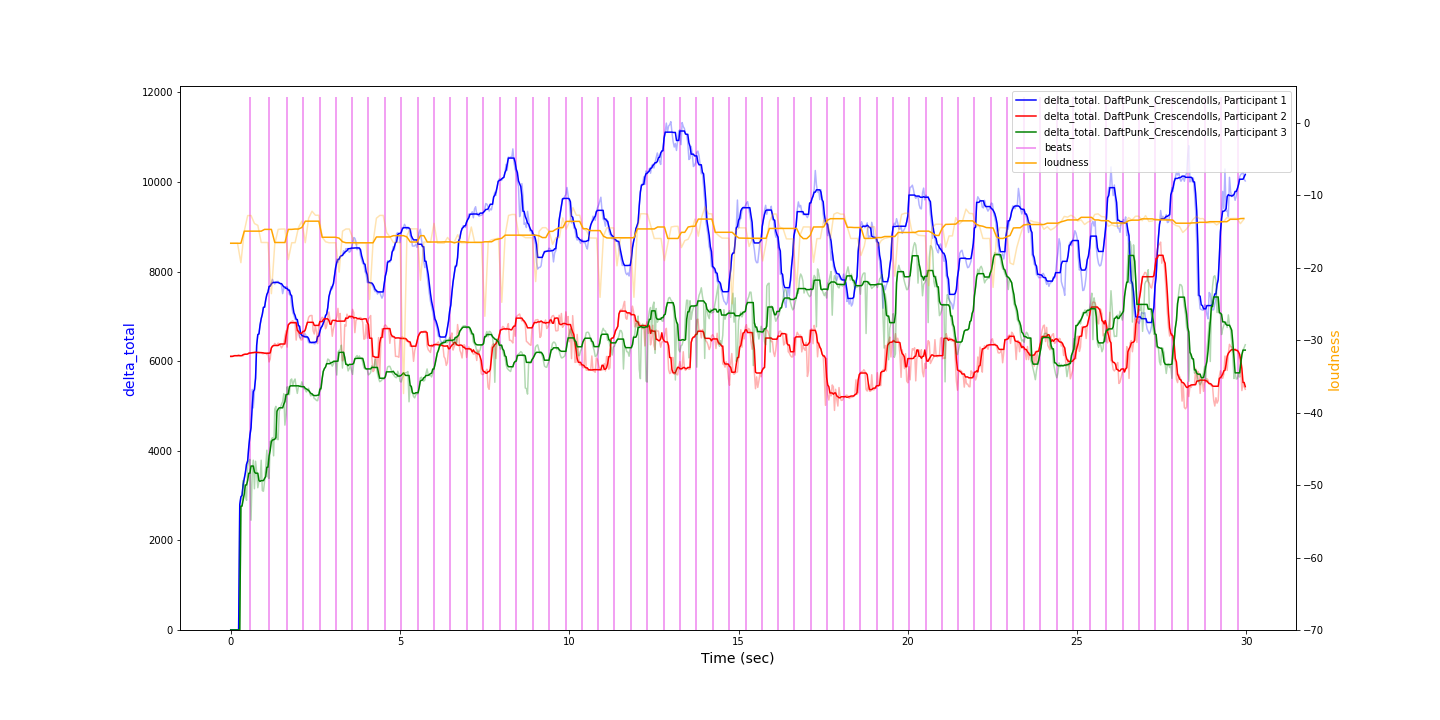 delta_total. DaftPunk_Crescendolls, Participant 1
delta_total. DaftPunk_Crescendolls, Participant 2
delta_total. DaftPunk_Crescendolls, Participant 3
beats
loudness
12000
10000
8000
6000
4000
2000
0
delta_total
0
−10
−20
−30
−40
−50
−60
−70
loudness
0
5
10
15
20
25
30
Time (sec)